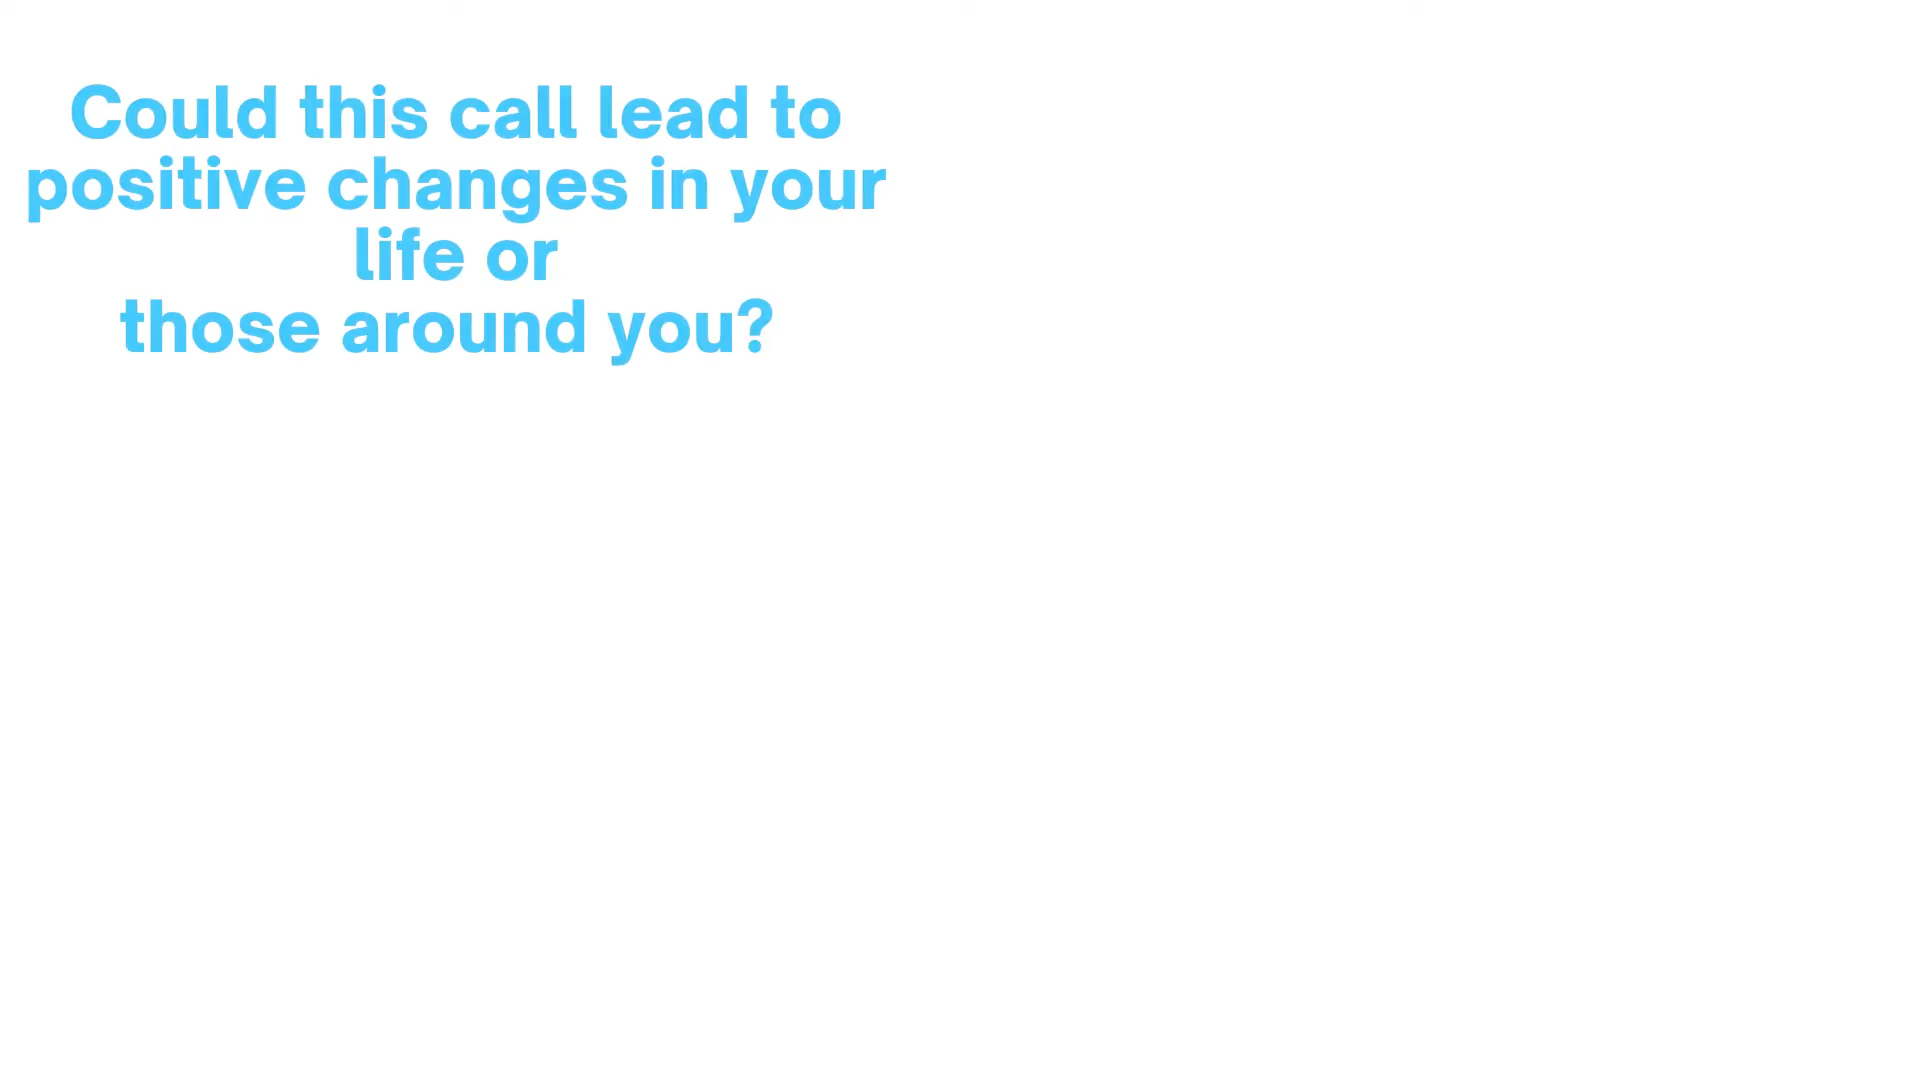 Could this call lead to
positive changes in your
life or
those around you?